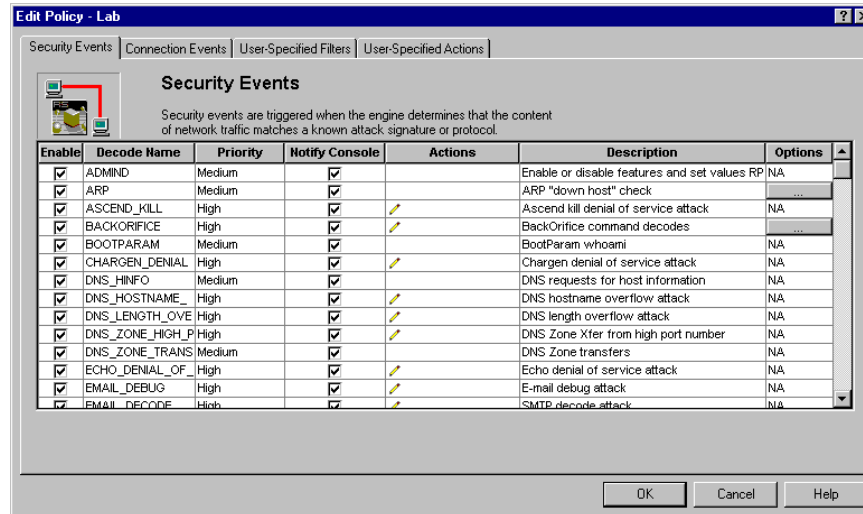 Edit Policy - Lab
Security Events Connection Events User-Specified Filters User-Specified Actions
RS
Security Events
Security events are triggered when the engine determines that the content
of network traffic matches a known attack signature or protocol.
Enable Decode Name Priority Notify Console Actions Description Options
ADMIND Medium Enable or disable features and set values RP NA
ARP Medium ARP "down host" check ...
ASCEND_KILL High Ascend kill denial of service attack NA
BACKORIFICE High BackOrifice command decodes ...
BOOTPARAM Medium BootParam whoami NA
CHARGEN_DENIAL High Chargen denial of service attack NA
DNS_HINFO Medium DNS requests for host information NA
DNS_HOSTNAME_ High DNS hostname overflow attack NA
DNS_LENGTH_OVE High DNS length overflow attack NA
DNS_ZONE_HIGH_P High DNS Zone Xfer from high port number NA
DNS_ZONE_TRANS Medium DNS Zone transfers NA
ECHO_DENIAL_OF_ High Echo denial of service attack NA
EMAIL_DEBUG High E-mail debug attack NA
EMAIL_DECODE High SMTP decode attack NA
OK Cancel Help